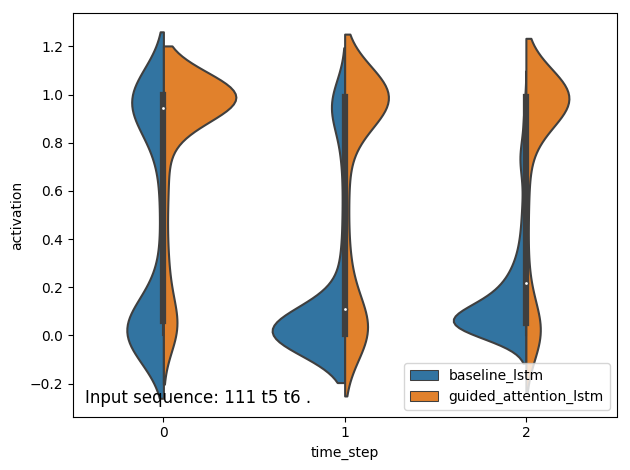 1.2
1.0
0.8
0.6
0.4
0.2
0.0
−0.2
activation
Input sequence: 111 t5 t6 .
baseline_lstm
guided_attention_lstm
0 1 2
time_step